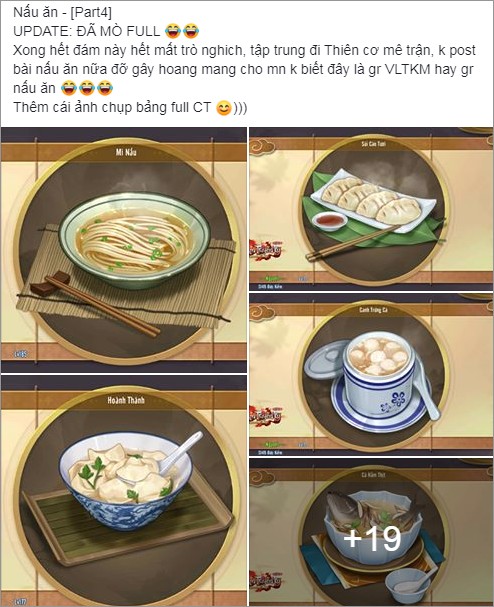 Nấu ăn - [Part4]
UPDATE: ĐÃ MÒ FULL 😂😂
Xong hết đám này hết mất trò nghịch, tập trung đi Thiên cơ mê trận, k post
bài nấu ăn nữa đỡ gây hoang mang cho mn k biết đây là gr VLTKM hay gr
nấu ăn 😂😂😂
Thêm cái ảnh chụp bảng full CT 😊)))
Mì Nấu
Sủi Cảo Tươi
Canh Trứng Cá
Hoành Thánh
Cá Hầm Thịt
+19